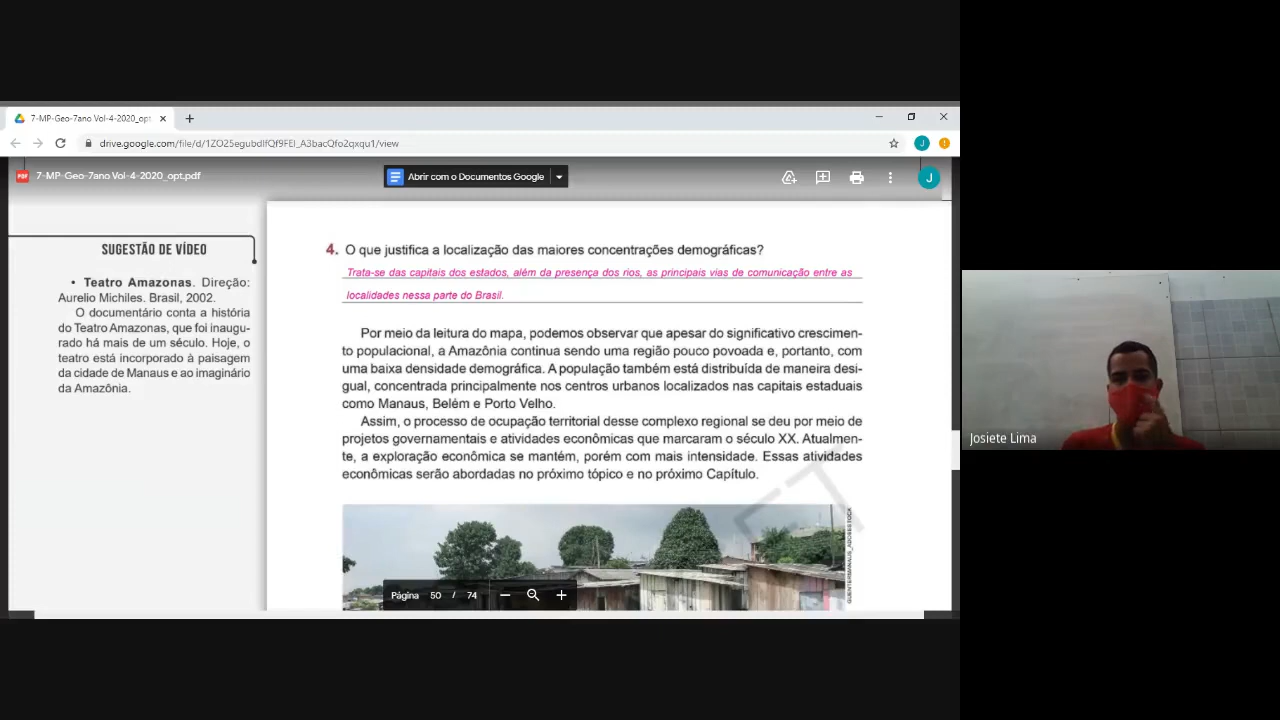 7-MP-Geo-7ano Vol-4-2020_opt
drive.google.com/file/d/1ZO25egubdlfQf9FEl_A3bacQfo2qxqu1/view
7-MP-Geo-7ano Vol-4-2020_opt.pdf
PDF
Abrir com o Documentos Google
J
J
SUGESTÃO DE VÍDEO
• Teatro Amazonas. Direção:
Aurelio Michiles. Brasil, 2002.
O documentário conta a história
do Teatro Amazonas, que foi inaugu-
rado há mais de um século. Hoje, o
teatro está incorporado à paisagem
da cidade de Manaus e ao imaginário
da Amazônia.
4. O que justifica a localização das maiores concentrações demográficas?
Trata-se das capitais dos estados, além da presença dos rios, as principais vias de comunicação entre as
localidades nessa parte do Brasil.
Por meio da leitura do mapa, podemos observar que apesar do significativo crescimen-
to populacional, a Amazônia continua sendo uma região pouco povoada e, portanto, com
uma baixa densidade demográfica. A população também está distribuída de maneira desi-
gual, concentrada principalmente nos centros urbanos localizados nas capitais estaduais
como Manaus, Belém e Porto Velho.
Assim, o processo de ocupação territorial desse complexo regional se deu por meio de
projetos governamentais e atividades econômicas que marcaram o século XX. Atualmen-
te, a exploração econômica se mantém, porém com mais intensidade. Essas atividades
econômicas serão abordadas no próximo tópico e no próximo Capítulo.
Página 50 / 74
Josiete Lima